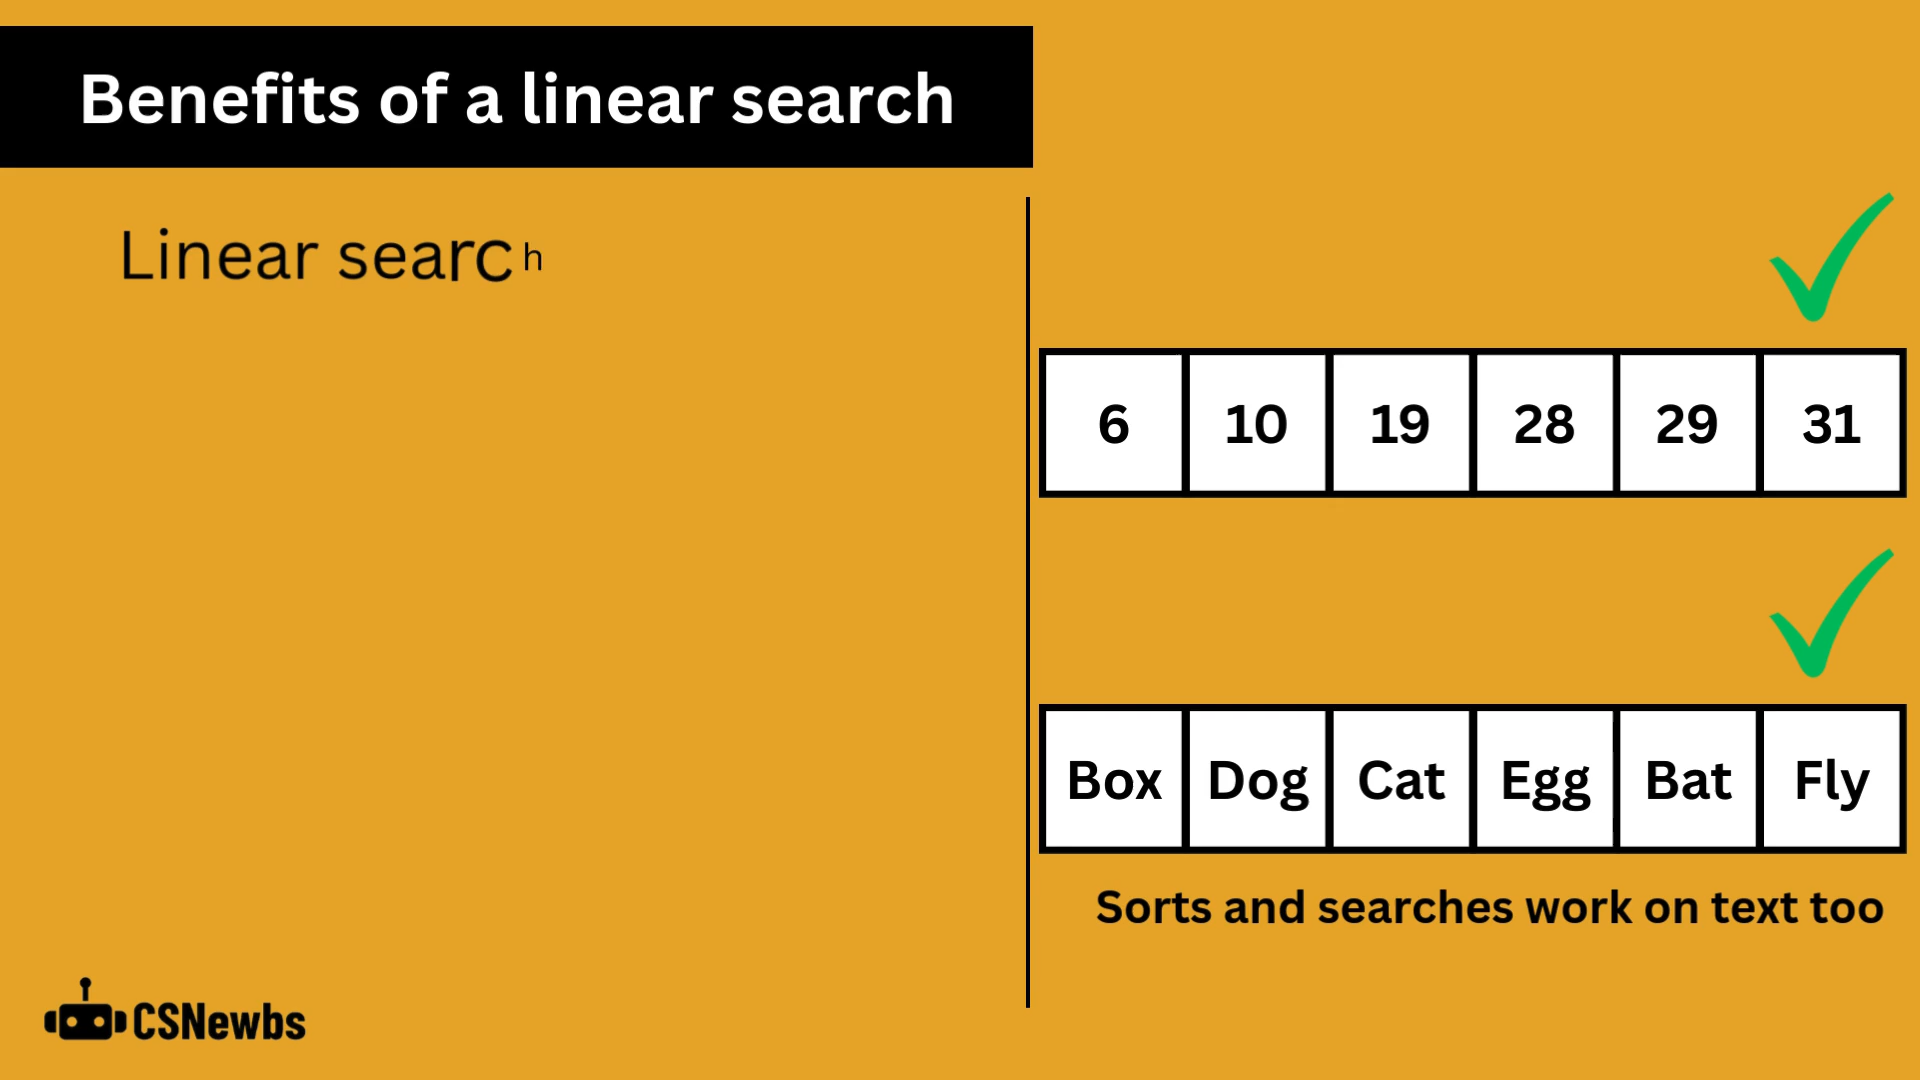 Benefits of a linear search
Linear search
6 10 19 28 29 31
Box Dog Cat Egg Bat Fly
Sorts and searches work on text too
CSNewbs